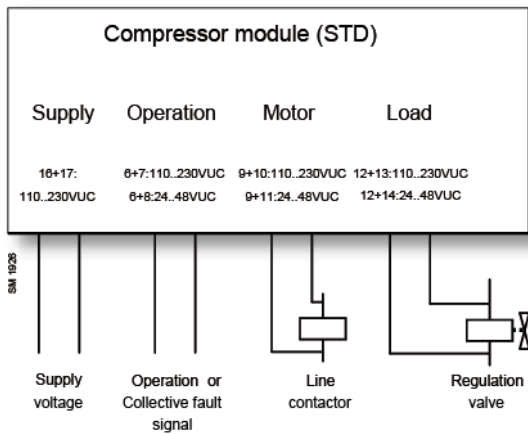 Compressor module (STD)
Supply Operation Motor Load
16+17: 6+7:110..230VUC 9+10:110..230VUC 12+13:110..230VUC
110..230VUC 6+8:24..48VUC 9+11:24..48VUC 12+14:24..48VUC
SM 1926
Supply Operation or Line Regulation
voltage Collective fault contactor valve
signal